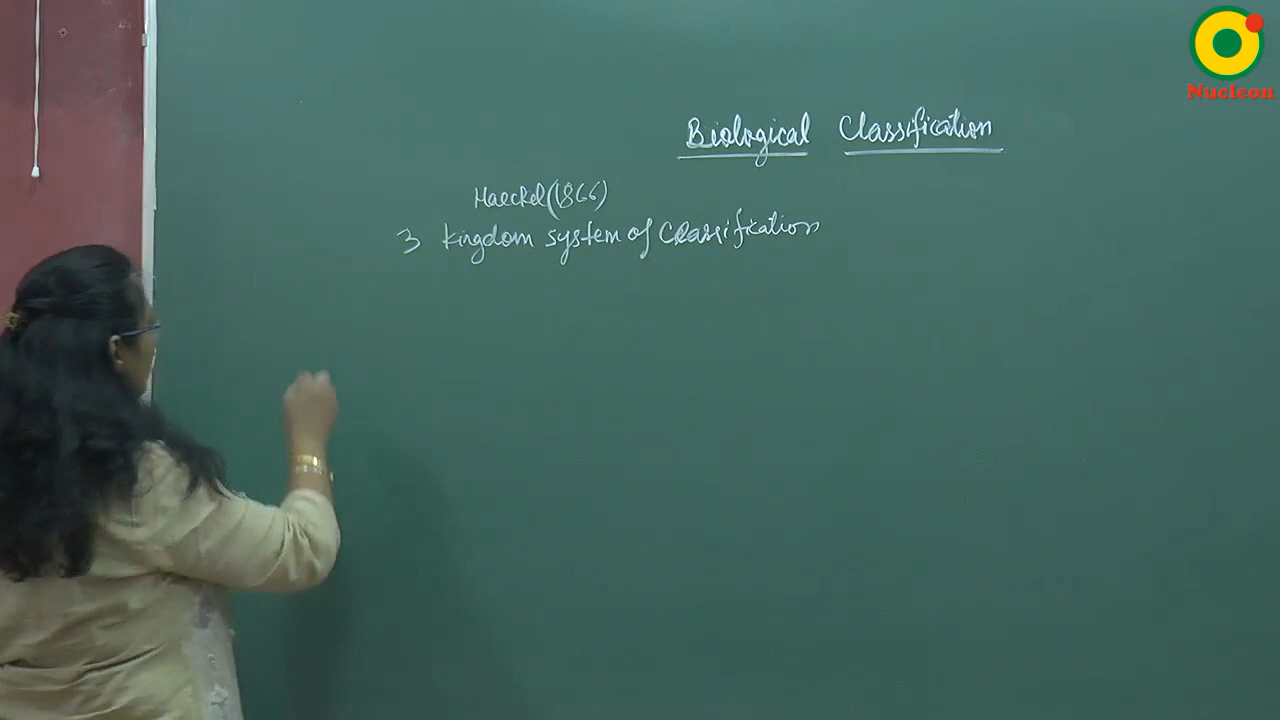 Nucleon
Biological Classification
Haeckel (1866)
3 kingdom system of Classification